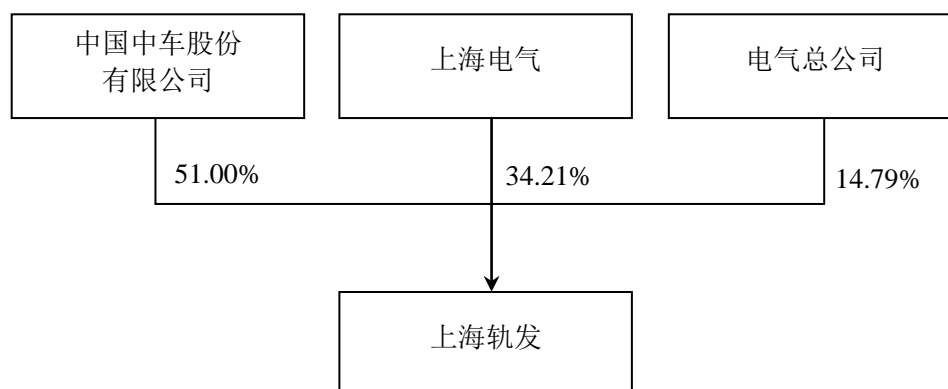 中国中车股份
有限公司
上海电气
电气总公司
51.00%
34.21%
14.79%
上海轨发